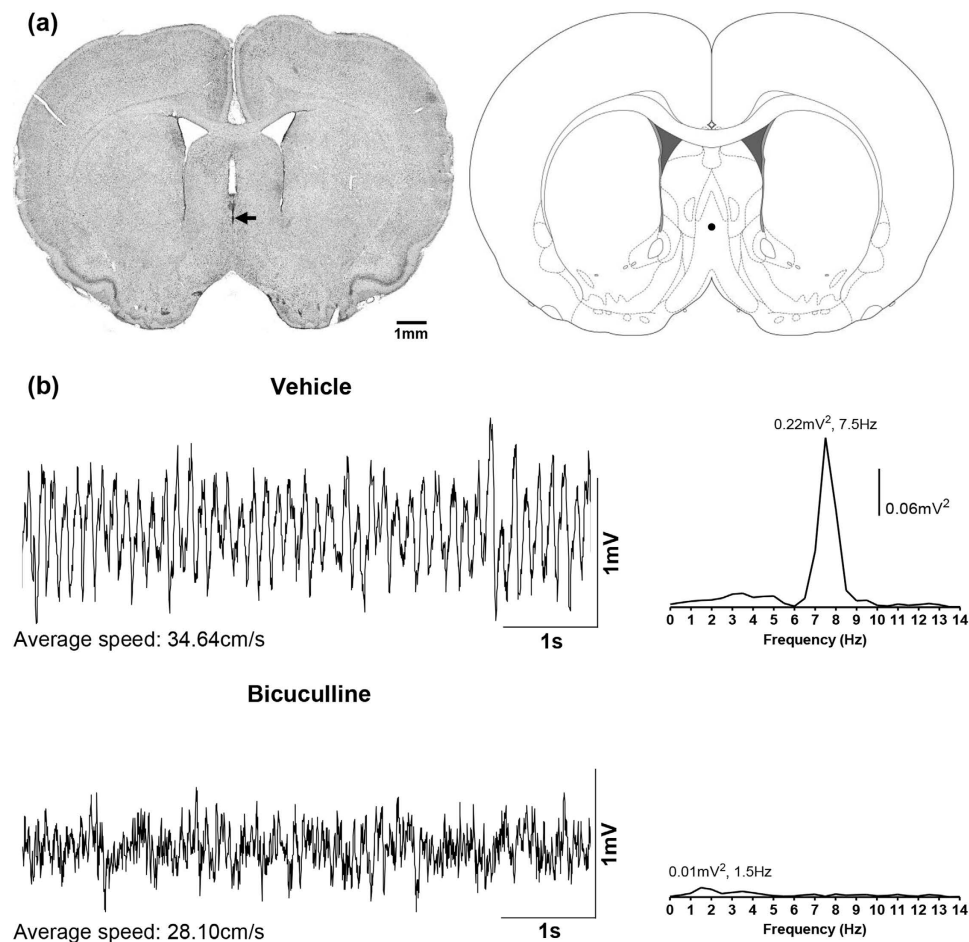 (a)
1mm
(b)
Vehicle
0.22mV², 7.5Hz
0.06mV²
1mV
1s
Average speed: 34.64cm/s
0 1 2 3 4 5 6 7 8 9 10 11 12 13 14
Frequency (Hz)
Bicuculline
1mV
0.01mV², 1.5Hz
0 1 2 3 4 5 6 7 8 9 10 11 12 13 14
1s
Frequency (Hz)
Average speed: 28.10cm/s